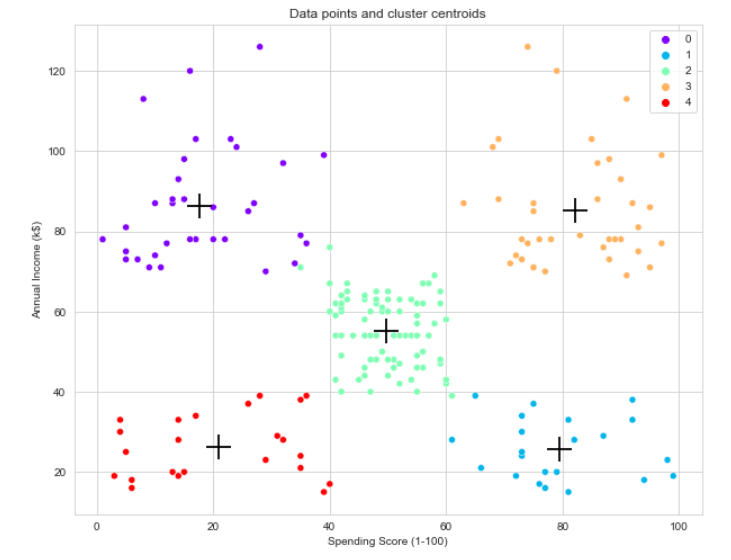 Data points and cluster centroids
0
1
2
3
4
120
100
80
60
40
20
Annual Income (k$)
0 20 40 60 80 100
Spending Score (1-100)